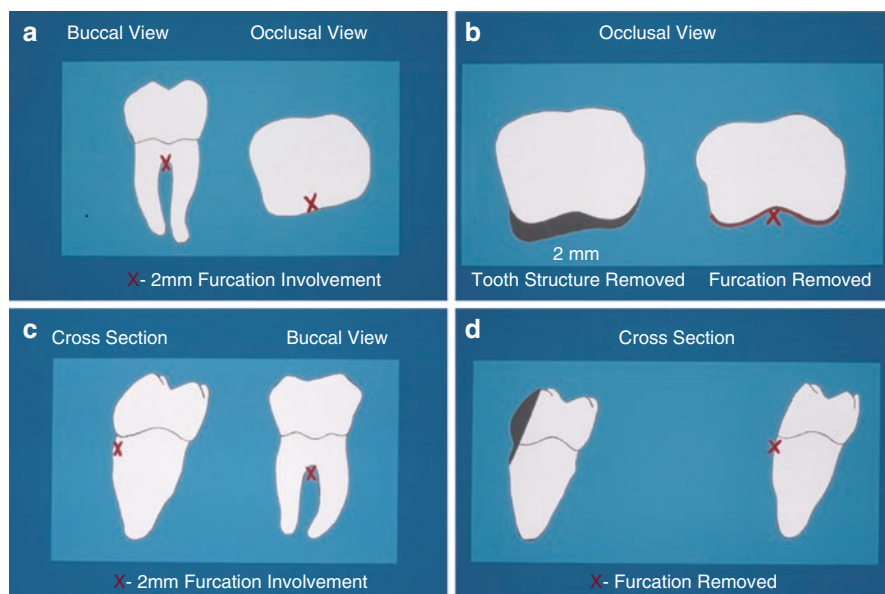 a
Buccal View
Occlusal View
X
X
X- 2mm Furcation Involvement
b
Occlusal View
X
2 mm
Tooth Structure Removed
Furcation Removed
c
Cross Section
Buccal View
X
X
X- 2mm Furcation Involvement
d
Cross Section
X
X- Furcation Removed